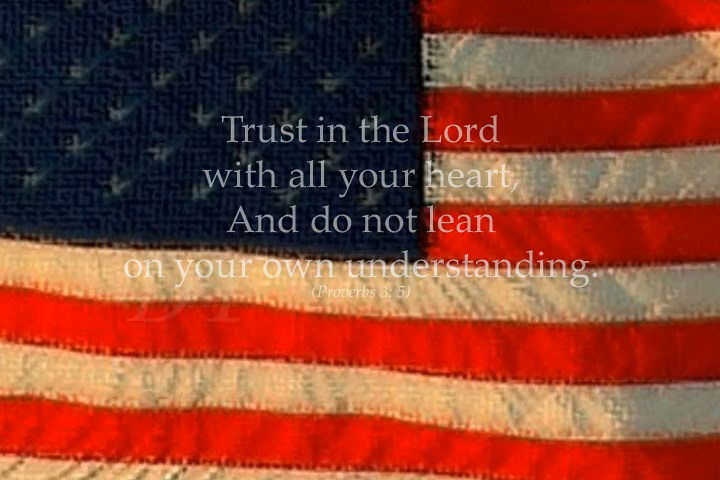 Trust in the Lord
with all your heart,
And do not lean
on your own understanding.
(Proverbs 3: 5)